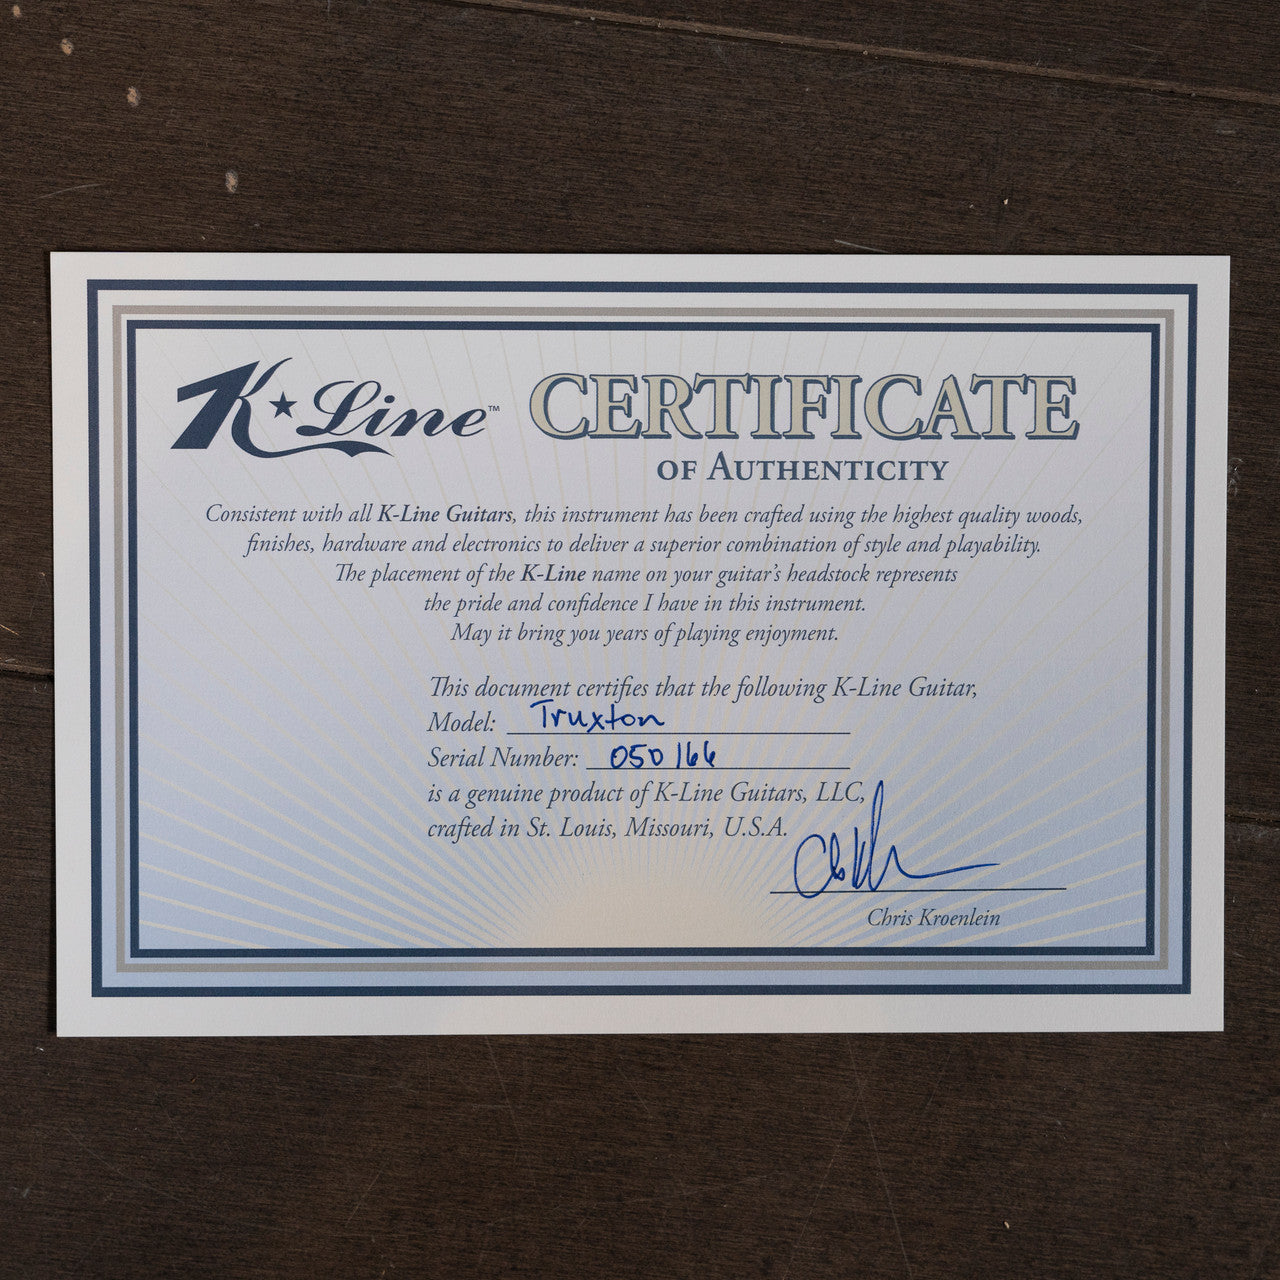 K★Line™
CERTIFICATE
OF AUTHENTICITY
Consistent with all K-Line Guitars, this instrument has been crafted using the highest quality woods,
finishes, hardware and electronics to deliver a superior combination of style and playability.
The placement of the K-Line name on your guitar's headstock represents
the pride and confidence I have in this instrument.
May it bring you years of playing enjoyment.
This document certifies that the following K-Line Guitar,
Model: Truxton
Serial Number: 050166
is a genuine product of K-Line Guitars, LLC,
crafted in St. Louis, Missouri, U.S.A.
Chris Kroenlein